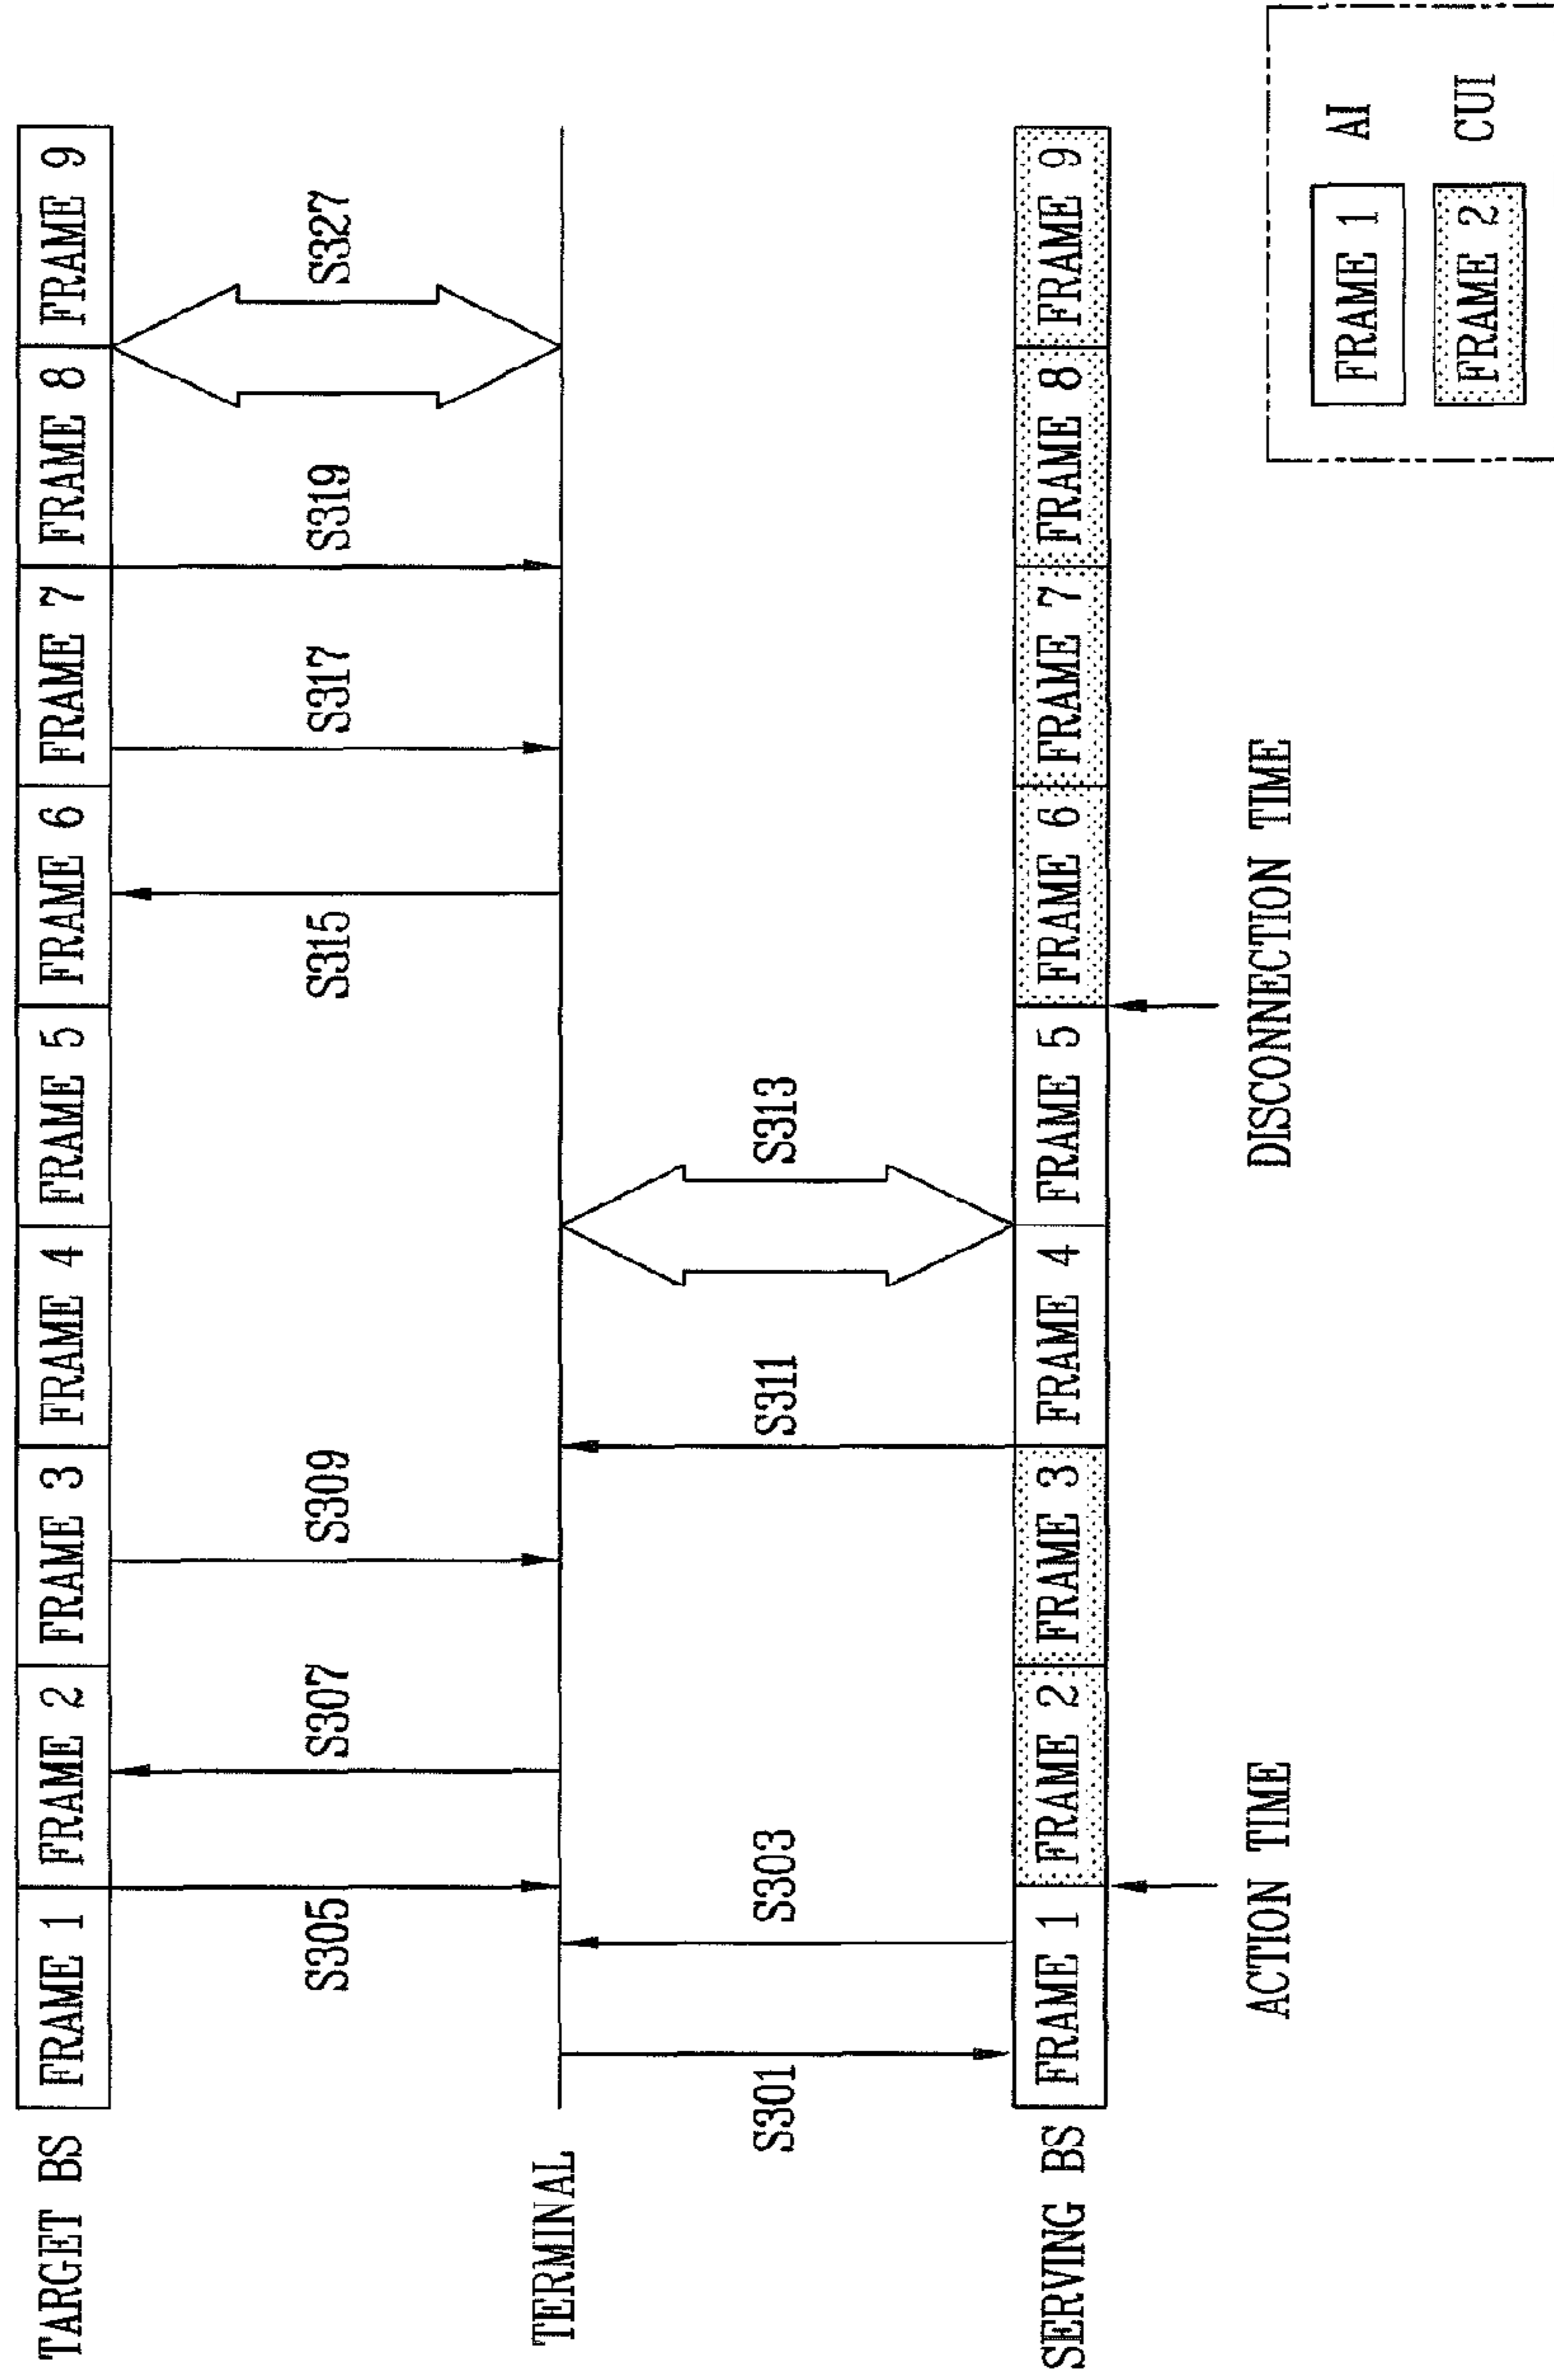 TARGET BS
FRAME 1 FRAME 2 FRAME 3 FRAME 4 FRAME 5 FRAME 6 FRAME 7 FRAME 8 FRAME 9
S305 S307 S309 S315 S317 S319 S327
TERMINAL
S301 S303 S311 S313
SERVING BS
FRAME 1 FRAME 2 FRAME 3 FRAME 4 FRAME 5 FRAME 6 FRAME 7 FRAME 8 FRAME 9
ACTION TIME
DISCONNECTION TIME
FRAME 1 AI
FRAME 2 CUI